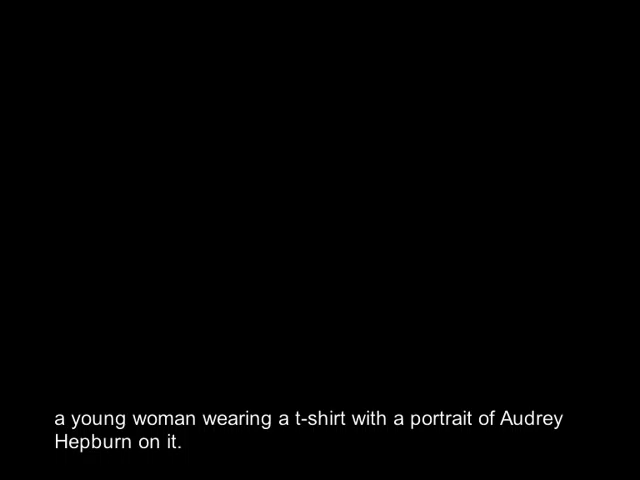 a young woman wearing a t-shirt with a portrait of Audrey
Hepburn on it.